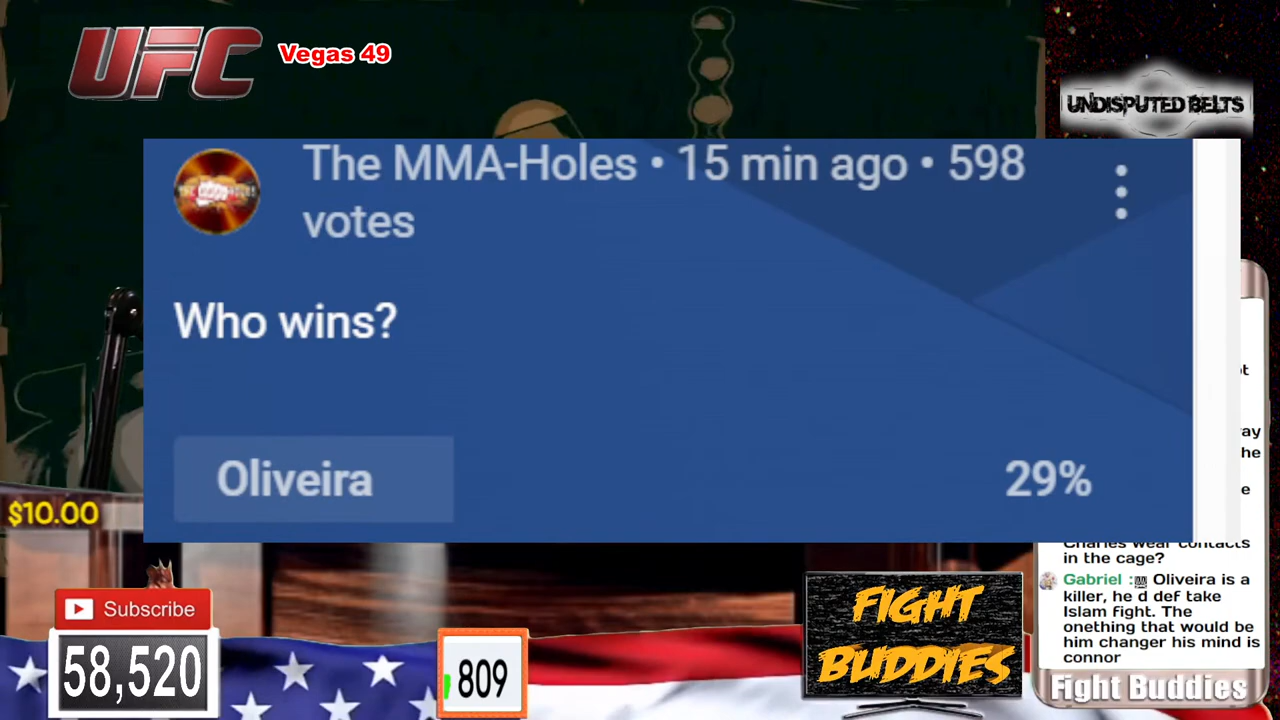 UFC
Vegas 49
UNDISPUTED BELTS
The MMA-Holes • 15 min ago • 598
votes
Who wins?
Oliveira
29%
$10.00
Charles wear contacts
in the cage?
Gabriel : Oliveira is a
killer, he d def take
Islam fight. The
onething that would be
him changer his mind is
connor
Subscribe
58,520
809
FIGHT
BUDDIES
Fight Buddies